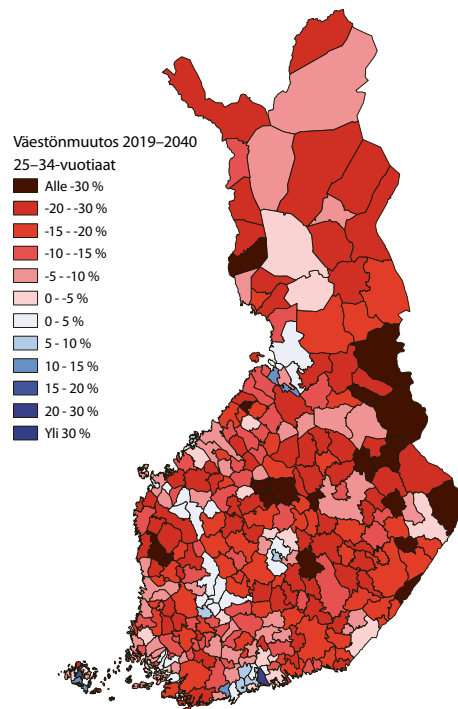 Väestönmuutos 2019–2040
25–34-vuotiaat
Alle -30 %
-20 - -30 %
-15 - -20 %
-10 - -15 %
-5 - -10 %
0 - -5 %
0 - 5 %
5 - 10 %
10 - 15 %
15 - 20 %
20 - 30 %
Yli 30 %